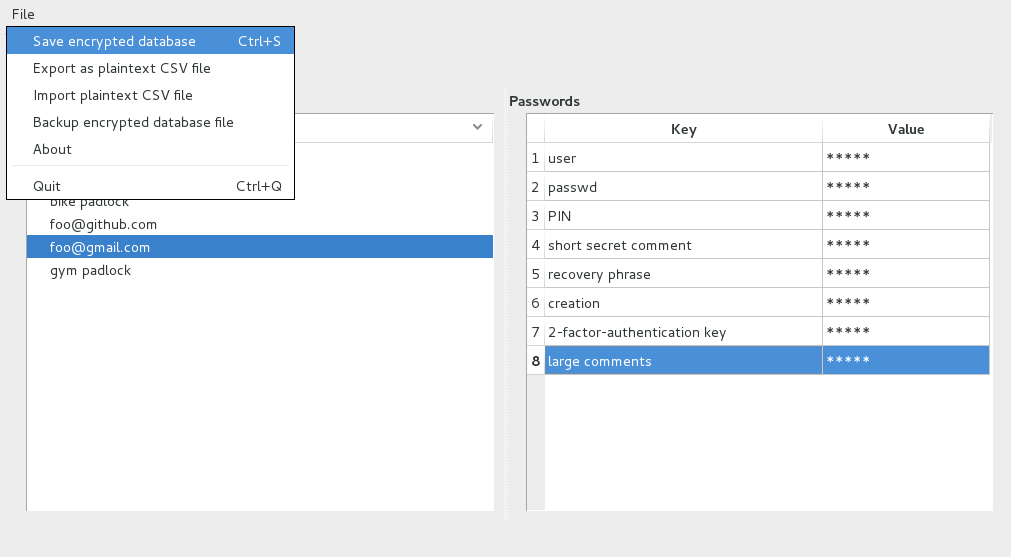 File
Save encrypted database Ctrl+S
Export as plaintext CSV file
Import plaintext CSV file
Backup encrypted database file
About
Quit Ctrl+Q
bike padlock
foo@github.com
foo@gmail.com
gym padlock
Passwords
Key Value
1 user *****
2 passwd *****
3 PIN *****
4 short secret comment *****
5 recovery phrase *****
6 creation *****
7 2-factor-authentication key *****
8 large comments *****